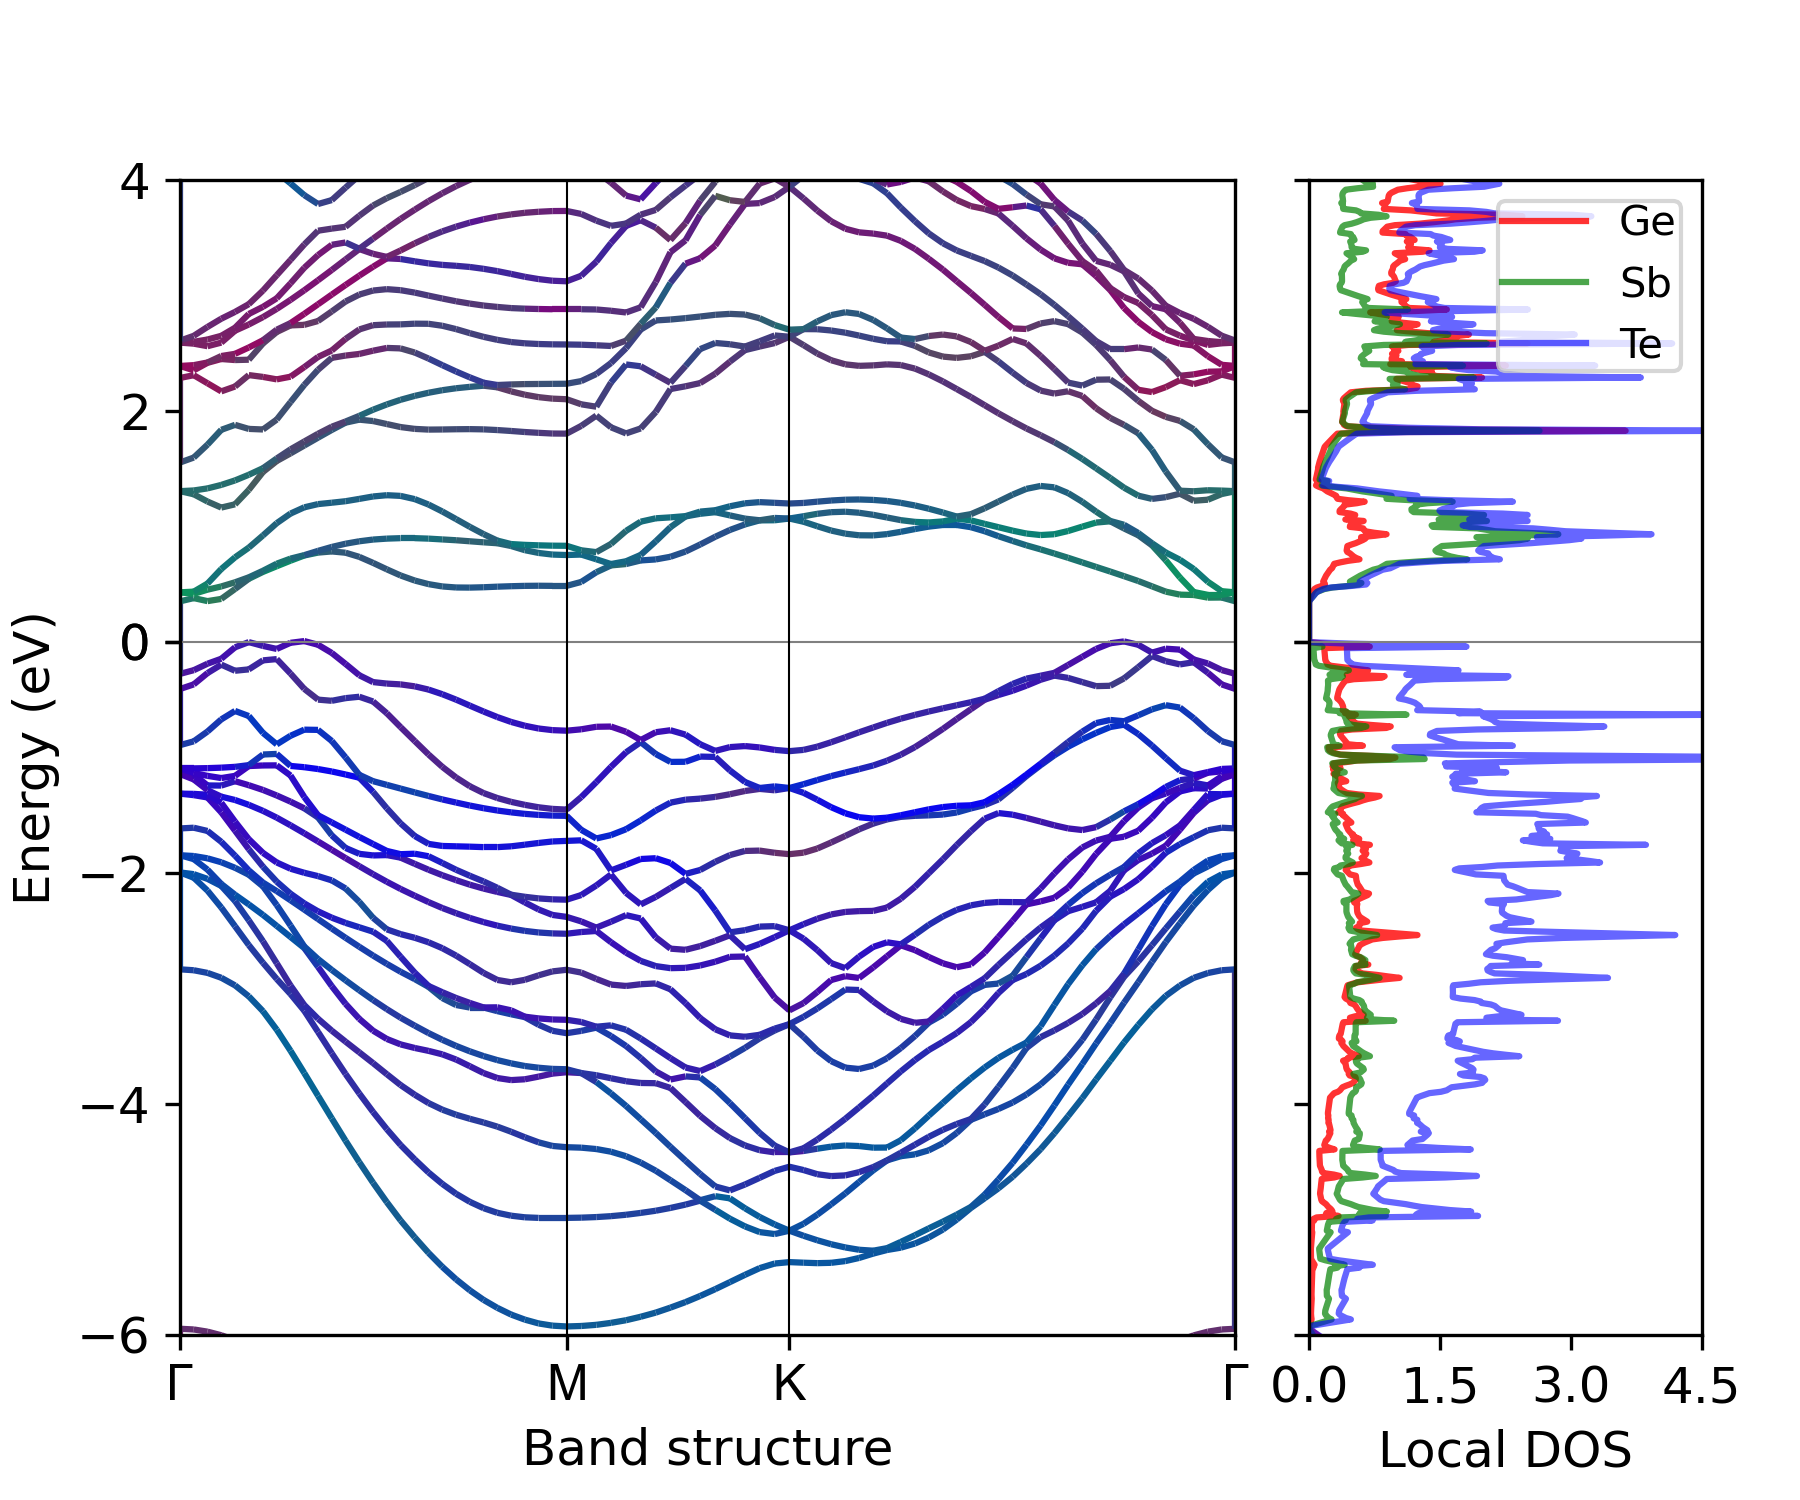 4
2
0
−2
−4
−6
Energy (eV)
Γ
M
K
Γ
Band structure
Ge
Sb
Te
0.0
1.5
3.0
4.5
Local DOS